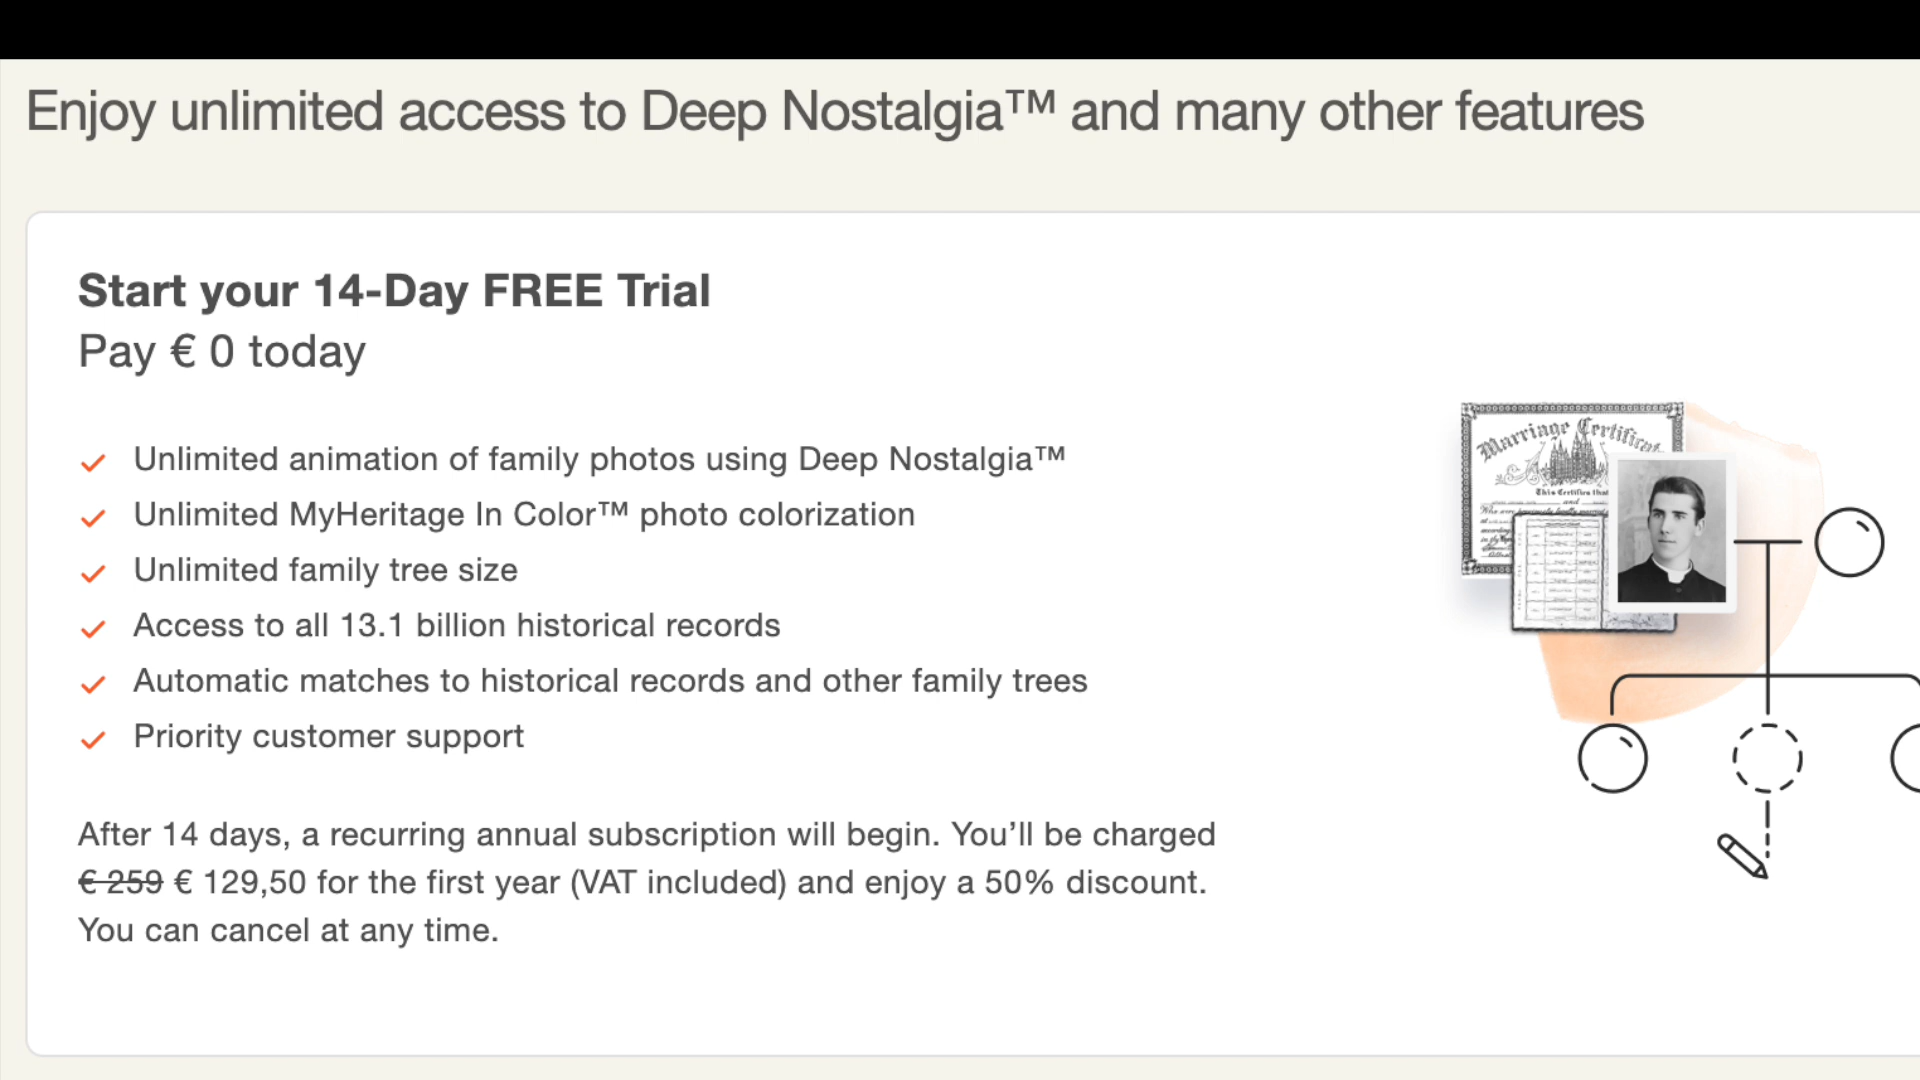 Enjoy unlimited access to Deep Nostalgia™ and many other features
Start your 14-Day FREE Trial
Pay € 0 today
Unlimited animation of family photos using Deep Nostalgia™
Unlimited MyHeritage In Color™ photo colorization
Unlimited family tree size
Access to all 13.1 billion historical records
Automatic matches to historical records and other family trees
Priority customer support
After 14 days, a recurring annual subscription will begin. You’ll be charged
€ 259 € 129,50 for the first year (VAT included) and enjoy a 50% discount.
You can cancel at any time.
Marriage
This Certifies that